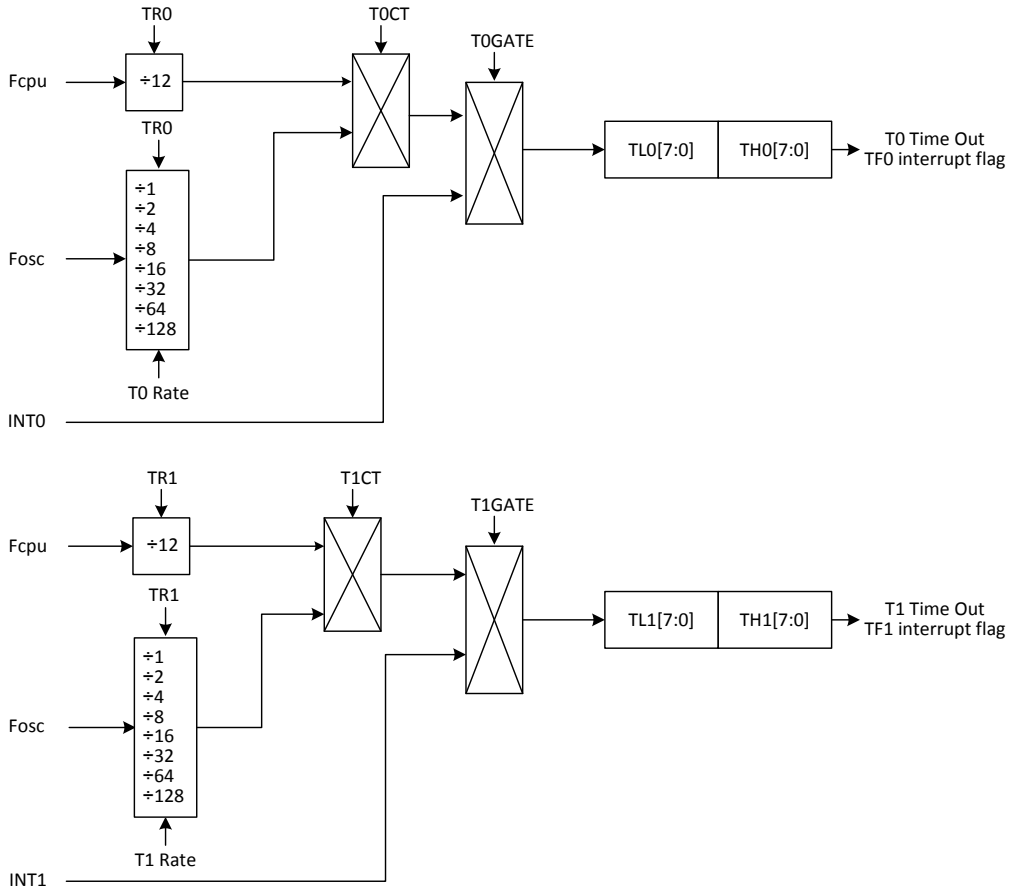 TR0
T0CT
T0GATE
Fcpu
÷12
TR0
TL0[7:0]
TH0[7:0]
T0 Time Out
TF0 interrupt flag
÷1
÷2
÷4
÷8
÷16
÷32
÷64
÷128
Fosc
T0 Rate
INT0
TR1
T1CT
T1GATE
Fcpu
÷12
TR1
TL1[7:0]
TH1[7:0]
T1 Time Out
TF1 interrupt flag
÷1
÷2
÷4
÷8
÷16
÷32
÷64
÷128
Fosc
T1 Rate
INT1